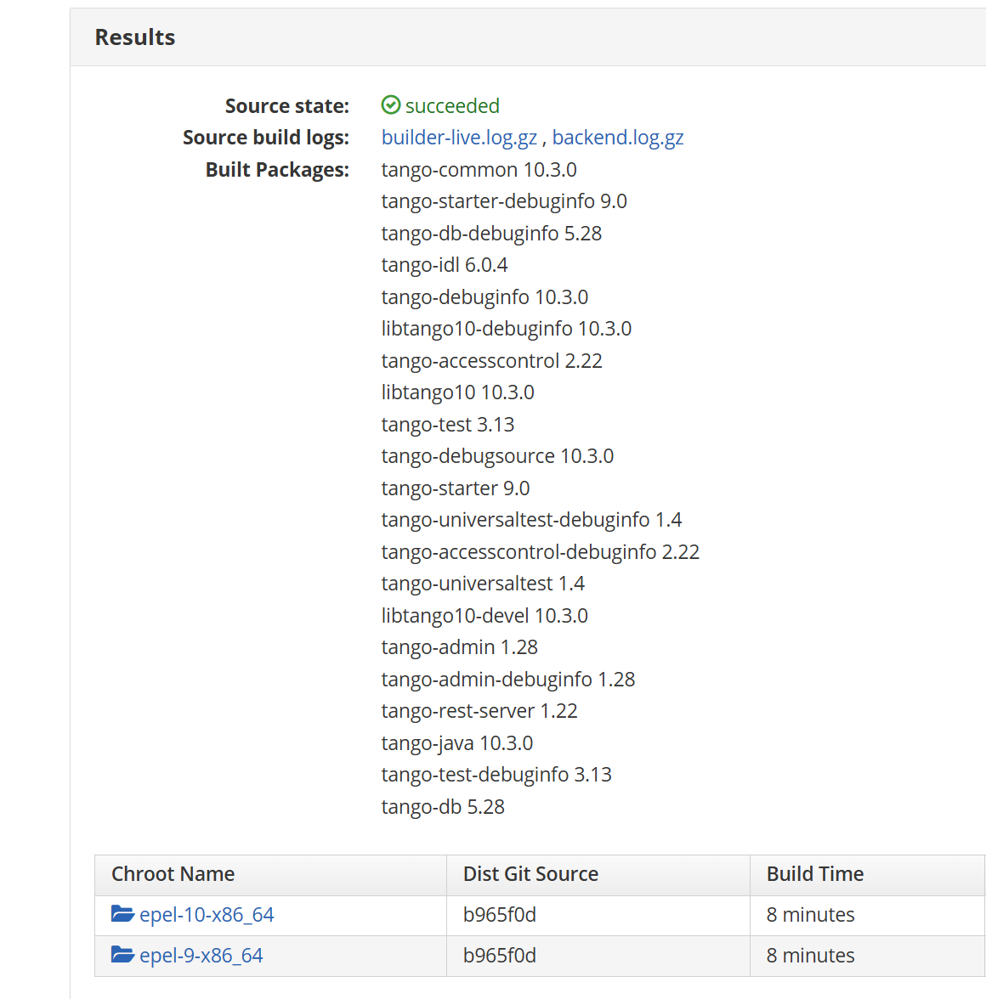 Results
Source state: succeeded
Source build logs: builder-live.log.gz , backend.log.gz
Built Packages: tango-common 10.3.0
tango-starter-debuginfo 9.0
tango-db-debuginfo 5.28
tango-idl 6.0.4
tango-debuginfo 10.3.0
libtango10-debuginfo 10.3.0
tango-accesscontrol 2.22
libtango10 10.3.0
tango-test 3.13
tango-debugsource 10.3.0
tango-starter 9.0
tango-universaltest-debuginfo 1.4
tango-accesscontrol-debuginfo 2.22
tango-universaltest 1.4
libtango10-devel 10.3.0
tango-admin 1.28
tango-admin-debuginfo 1.28
tango-rest-server 1.22
tango-java 10.3.0
tango-test-debuginfo 3.13
tango-db 5.28
Chroot Name Dist Git Source Build Time
epel-10-x86_64 b965f0d 8 minutes
epel-9-x86_64 b965f0d 8 minutes